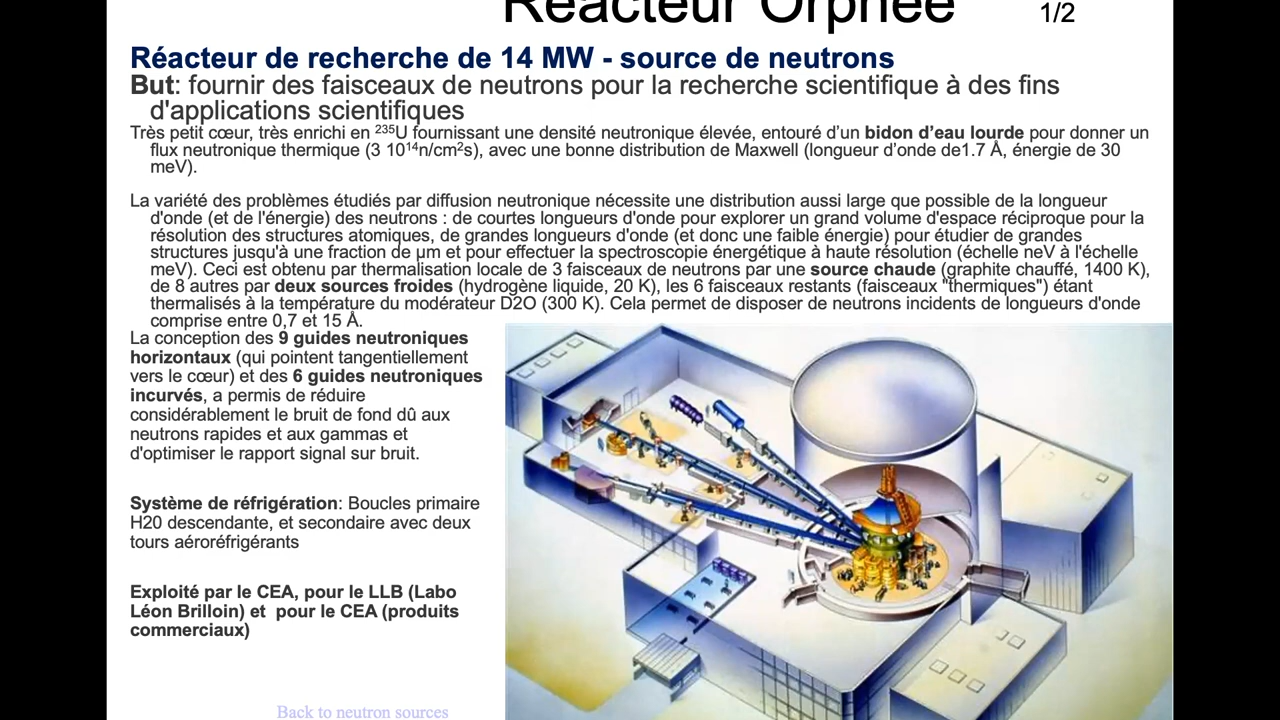 Réacteur Orphée 1/2
Réacteur de recherche de 14 MW - source de neutrons
But: fournir des faisceaux de neutrons pour la recherche scientifique à des fins
d'applications scientifiques
Très petit cœur, très enrichi en ²³⁵U fournissant une densité neutronique élevée, entouré d’un bidon d’eau lourde pour donner un
flux neutronique thermique (3 10¹⁴n/cm²s), avec une bonne distribution de Maxwell (longueur d’onde de1.7 Å, énergie de 30
meV).
La variété des problèmes étudiés par diffusion neutronique nécessite une distribution aussi large que possible de la longueur
d'onde (et de l'énergie) des neutrons : de courtes longueurs d'onde pour explorer un grand volume d'espace réciproque pour la
résolution des structures atomiques, de grandes longueurs d'onde (et donc une faible énergie) pour étudier de grandes
structures jusqu'à une fraction de µm et pour effectuer la spectroscopie énergétique à haute résolution (échelle neV à l'échelle
meV). Ceci est obtenu par thermalisation locale de 3 faisceaux de neutrons par une source chaude (graphite chauffé, 1400 K),
de 8 autres par deux sources froides (hydrogène liquide, 20 K), les 6 faisceaux restants (faisceaux "thermiques") étant
thermalisés à la température du modérateur D2O (300 K). Cela permet de disposer de neutrons incidents de longueurs d'onde
comprise entre 0,7 et 15 Å.
La conception des 9 guides neutroniques
horizontaux (qui pointent tangentiellement
vers le cœur) et des 6 guides neutroniques
incurvés, a permis de réduire
considérablement le bruit de fond dû aux
neutrons rapides et aux gammas et
d'optimiser le rapport signal sur bruit.
Système de réfrigération: Boucles primaire
H20 descendante, et secondaire avec deux
tours aéroréfrigérants
Exploité par le CEA, pour le LLB (Labo
Léon Brilloin) et pour le CEA (produits
commerciaux)
Back to neutron sources